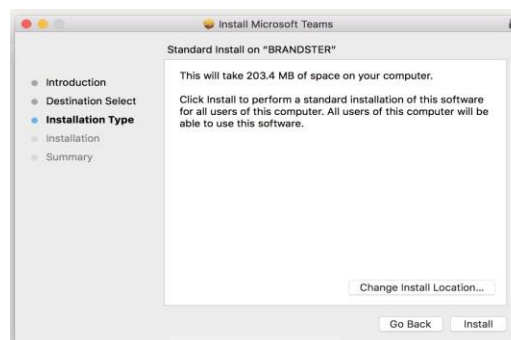 Install Microsoft Teams
Standard Install on "BRANDSTER"
Introduction
Destination Select
Installation Type
Installation
Summary
This will take 203.4 MB of space on your computer.
Click Install to perform a standard installation of this software
for all users of this computer. All users of this computer will be
able to use this software.
Change Install Location...
Go Back
Install